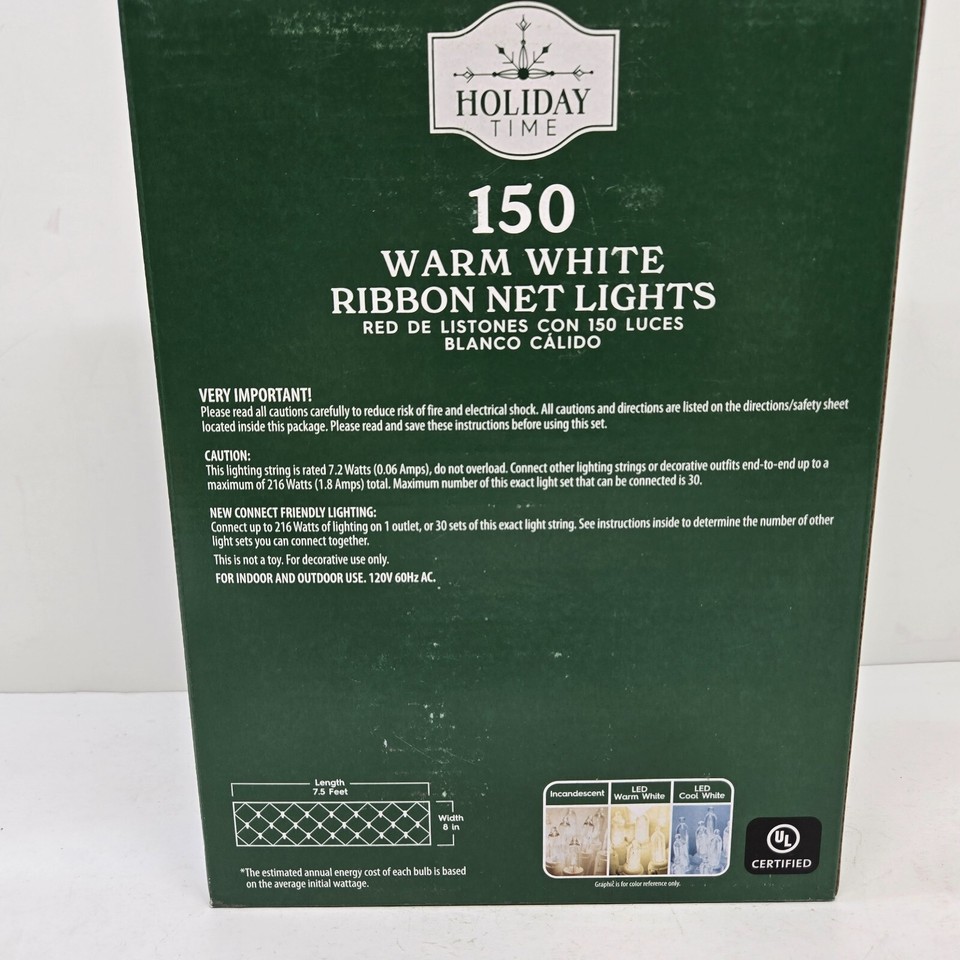 HOLIDAY
TIME
150
WARM WHITE
RIBBON NET LIGHTS
RED DE LISTONES CON 150 LUCES
BLANCO CÁLIDO
VERY IMPORTANT!
Please read all cautions carefully to reduce risk of fire and electrical shock. All cautions and directions are listed on the directions/safety sheet
located inside this package. Please read and save these instructions before using this set.
CAUTION:
This lighting string is rated 7.2 Watts (0.06 Amps), do not overload. Connect other lighting strings or decorative outfits end-to-end up to a
maximum of 216 Watts (1.8 Amps) total. Maximum number of this exact light set that can be connected is 30.
NEW CONNECT FRIENDLY LIGHTING:
Connect up to 216 Watts of lighting on 1 outlet, or 30 sets of this exact light string. See instructions inside to determine the number of other
light sets you can connect together.
This is not a toy. For decorative use only.
FOR INDOOR AND OUTDOOR USE. 120V 60Hz AC.
Length
7.5 Feet
Width
8 in
*The estimated annual energy cost of each bulb is based
on the average initial wattage.
Incandescent
LED
Warm White
LED
Cool White
Graphic is for color reference only.
UL
CERTIFIED